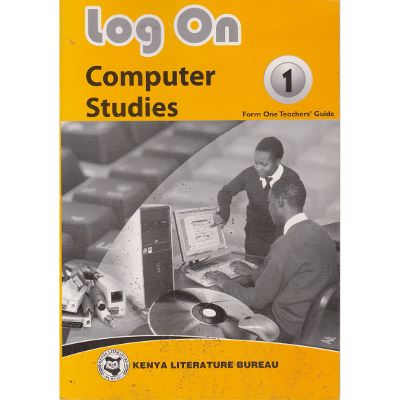 Log On
Computer
Studies
1
Form One Teachers' Guide
KENYA LITERATURE BUREAU